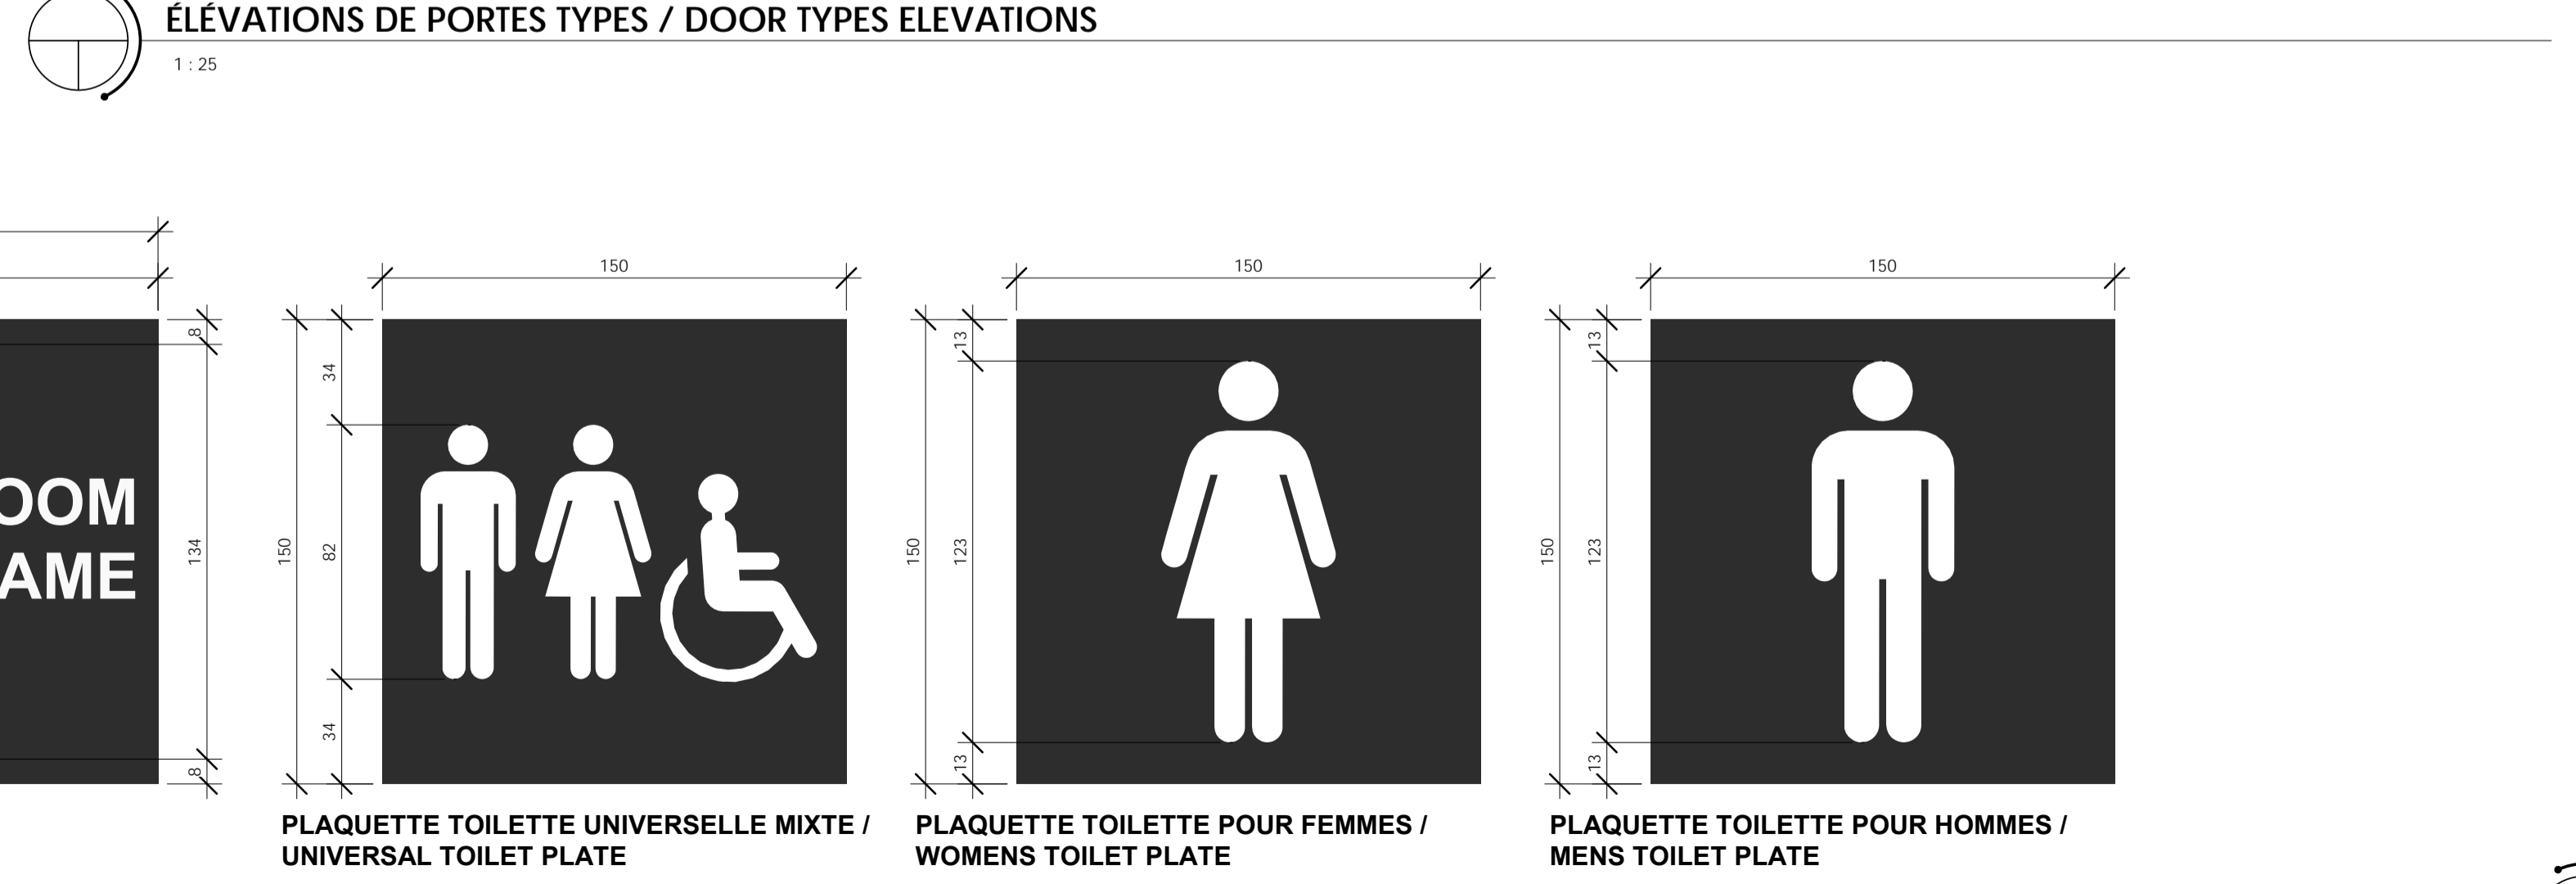 ÉLÉVATIONS DE PORTES TYPES / DOOR TYPES ELEVATIONS
1 : 25
8
134
8
150
150
34
82
34
PLAQUETTE TOILETTE UNIVERSELLE MIXTE /
UNIVERSAL TOILET PLATE
150
150
13
123
13
PLAQUETTE TOILETTE POUR FEMMES /
WOMENS TOILET PLATE
150
150
13
123
13
PLAQUETTE TOILETTE POUR HOMMES /
MENS TOILET PLATE